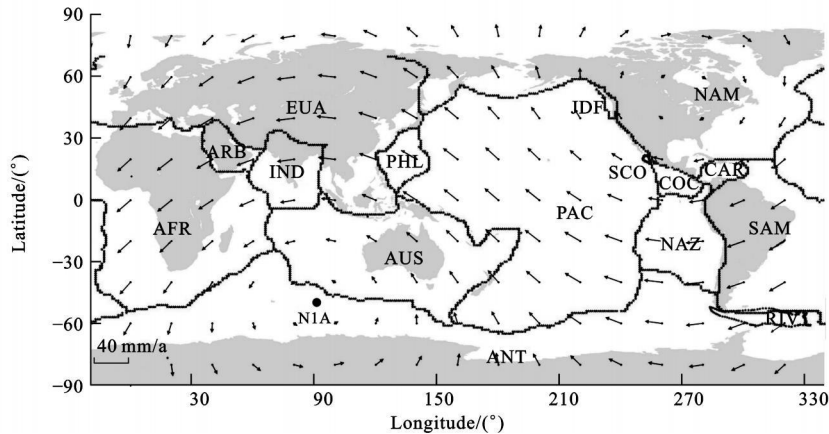 90
60
30
0
−30
−60
−90
Latitude/(°)
EUA
NAM
JDF
ARB
IND
PHL
SCO
COC
CAR
AFR
PAC
SAM
AUS
NAZ
N1A
RIV
40 mm/a
ANT
30
90
150
210
270
330
Longitude/(°)